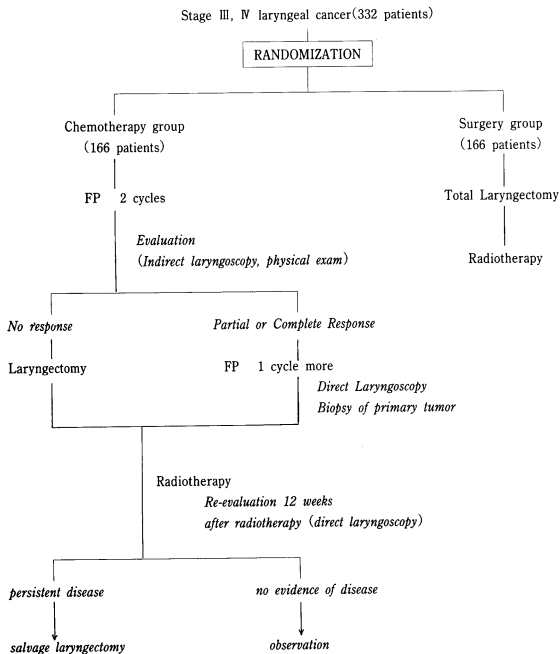 Stage III, IV laryngeal cancer(332 patients)
RANDOMIZATION
Chemotherapy group
(166 patients)
Surgery group
(166 patients)
FP 2 cycles
Total Laryngectomy
Evaluation
(Indirect laryngoscopy, physical exam)
Radiotherapy
No response
Partial or Complete Response
Laryngectomy
FP 1 cycle more
Direct Laryngoscopy
Biopsy of primary tumor
Radiotherapy
Re-evaluation 12 weeks
after radiotherapy (direct laryngoscopy)
persistent disease
no evidence of disease
salvage laryngectomy
observation